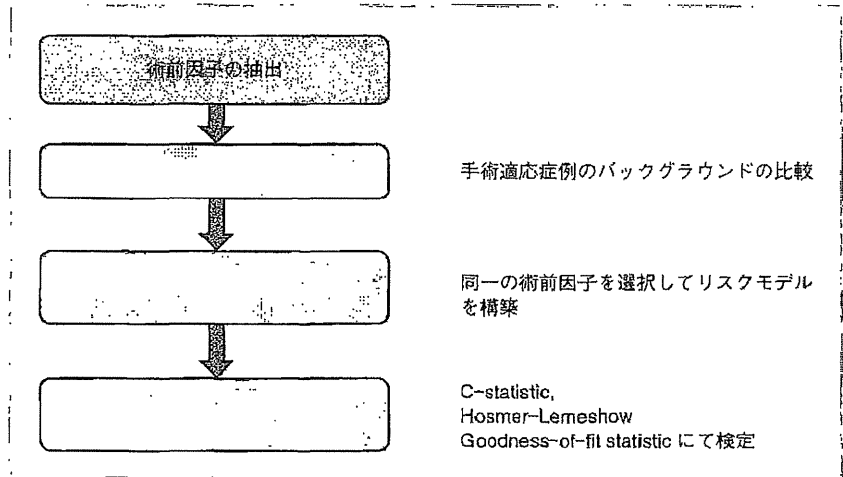 術前因子の抽出
手術適応症例のバックグラウンドの比較
同一の術前因子を選択してリスクモデル
を構築
C-statistic,
Hosmer-Lemeshow
Goodness-of-fit statistic にて検定